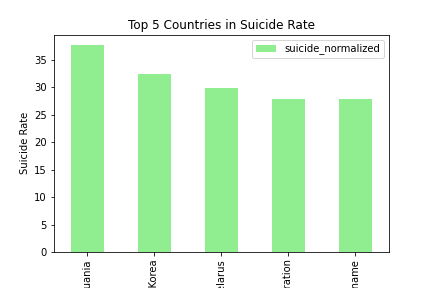 Top 5 Countries in Suicide Rate
suicide_normalized
Suicide Rate
35
30
25
20
15
10
5
0
uania
Korea
elarus
ration
name